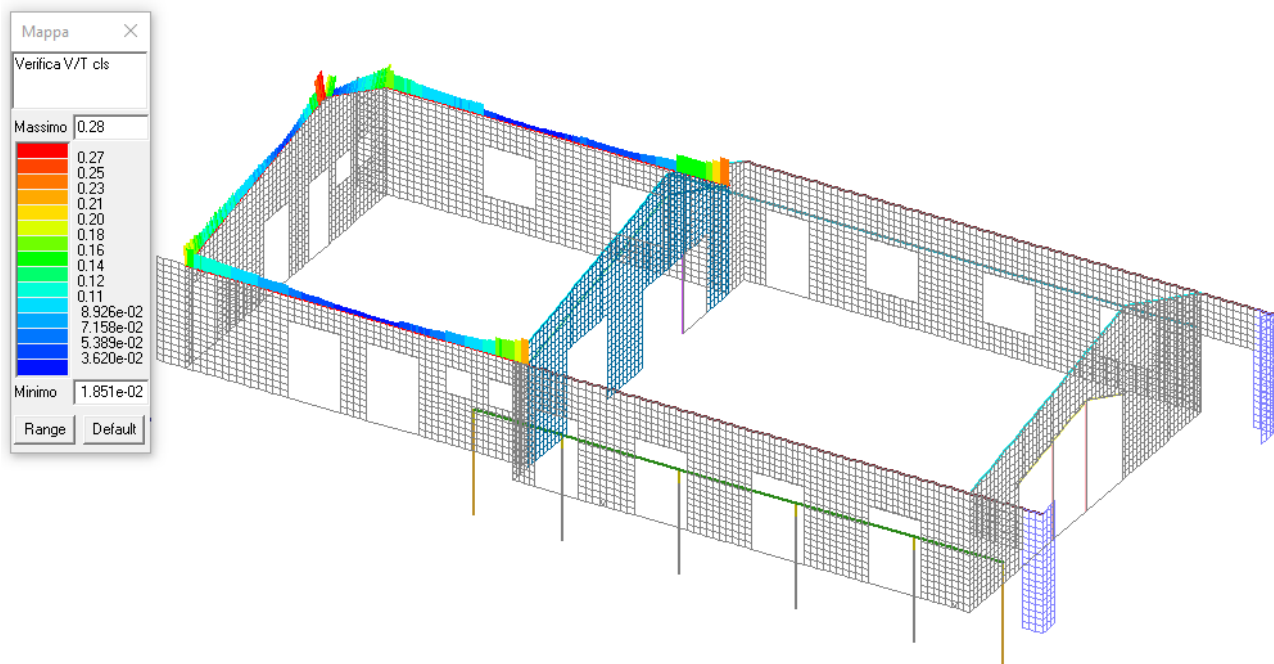 Mappa
Verifica V/T cls
Massimo 0.28
0.27
0.25
0.23
0.21
0.20
0.18
0.16
0.14
0.12
0.11
8.926e-02
7.158e-02
5.389e-02
3.620e-02
Minimo 1.851e-02
Range Default